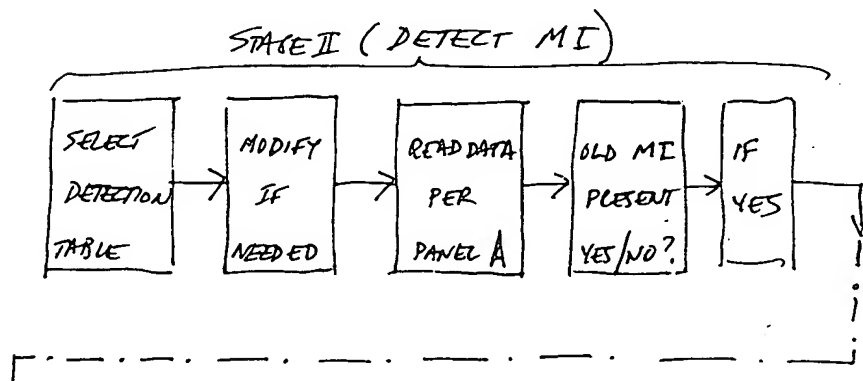 STAGE II ( DETECT MI )
SELECT
DETECTION
TABLE
MODIFY
IF
NEEDED
READ DATA
PER
PANEL A
OLD MI
PRESENT
YES/NO?
IF
YES